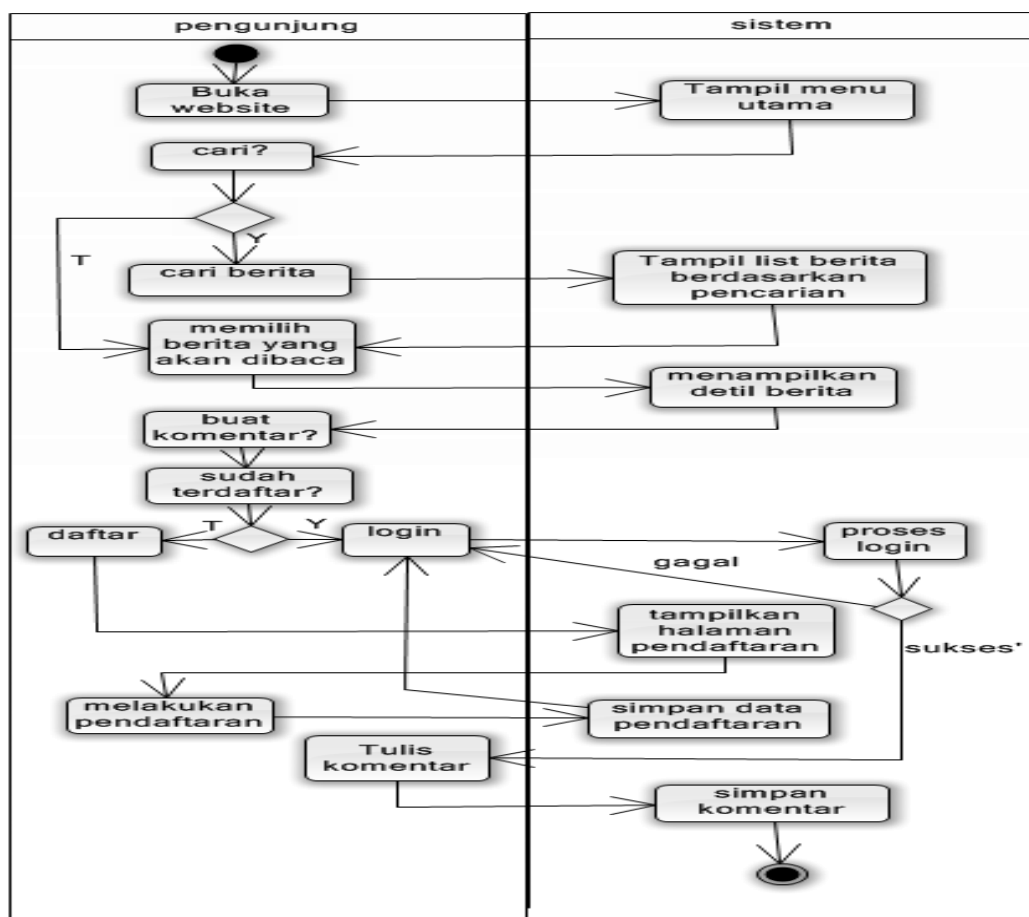 pengunjung
sistem
Buka
website
Tampil menu
utama
cari?
T
Y
cari berita
Tampil list berita
berdasarkan
pencarian
memilih
berita yang
akan dibaca
menampilkan
detil berita
buat
komentar?
sudah
terdaftar?
daftar
T
Y
login
proses
login
gagal
tampilkan
halaman
pendaftaran
sukses'
melakukan
pendaftaran
simpan data
pendaftaran
Tulis
komentar
simpan
komentar